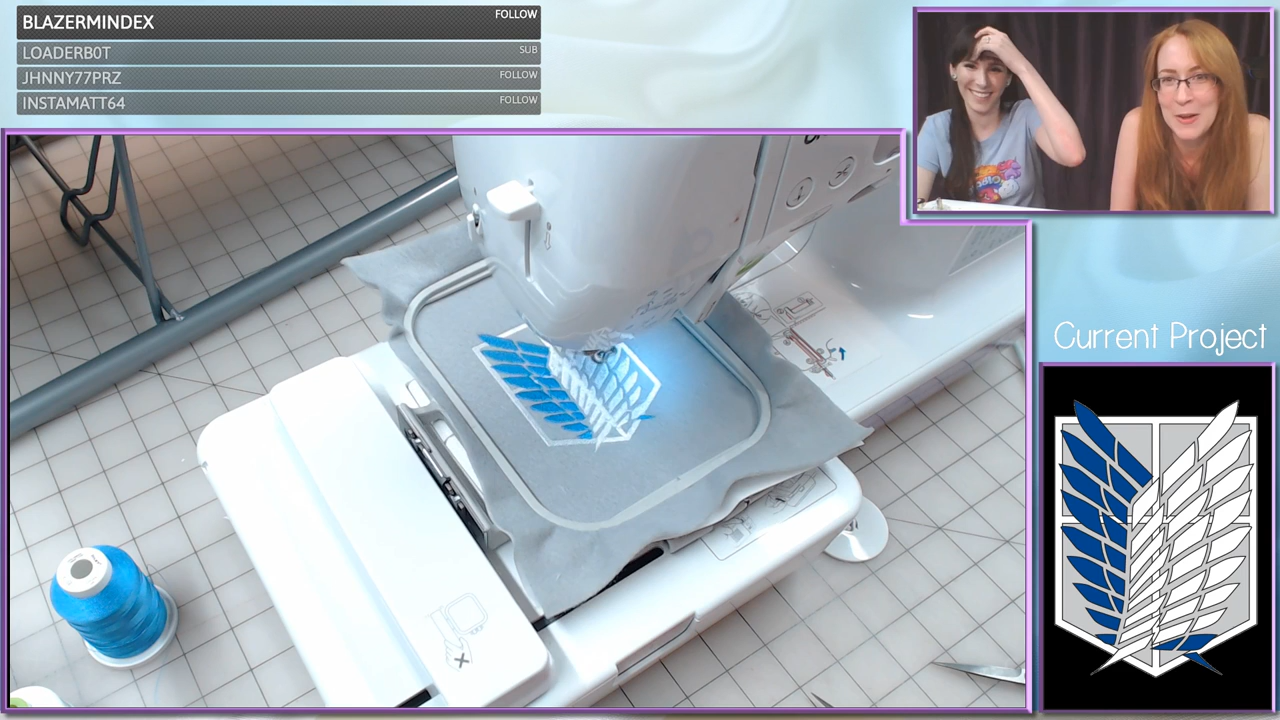 BLAZERMINDEX FOLLOW
LOADERB0T SUB
JHNNY77PRZ FOLLOW
INSTAMATT64 FOLLOW
Current Project